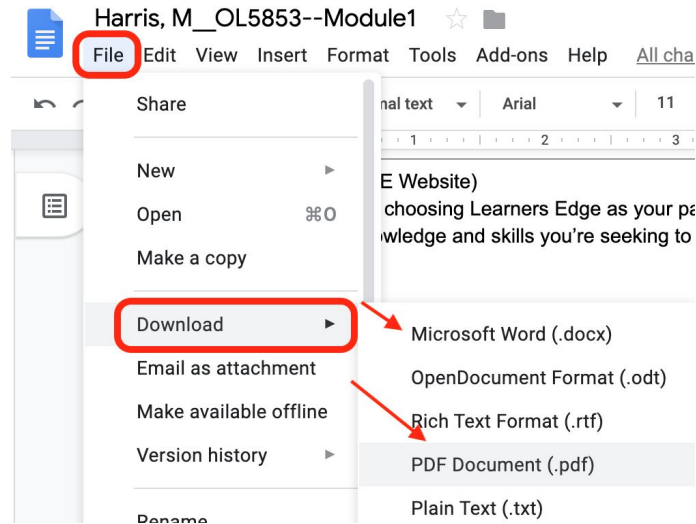 Harris, M__OL5853--Module1
File Edit View Insert Format Tools Add-ons Help All cha
Share
nal text Arial 11
1 2 3
New
E Website)
Open ⌘O
choosing Learners Edge as your pa
wledge and skills you're seeking to
Make a copy
Download
Microsoft Word (.docx)
Email as attachment
OpenDocument Format (.odt)
Make available offline
Rich Text Format (.rtf)
Version history
PDF Document (.pdf)
Plain Text (.txt)
Rename